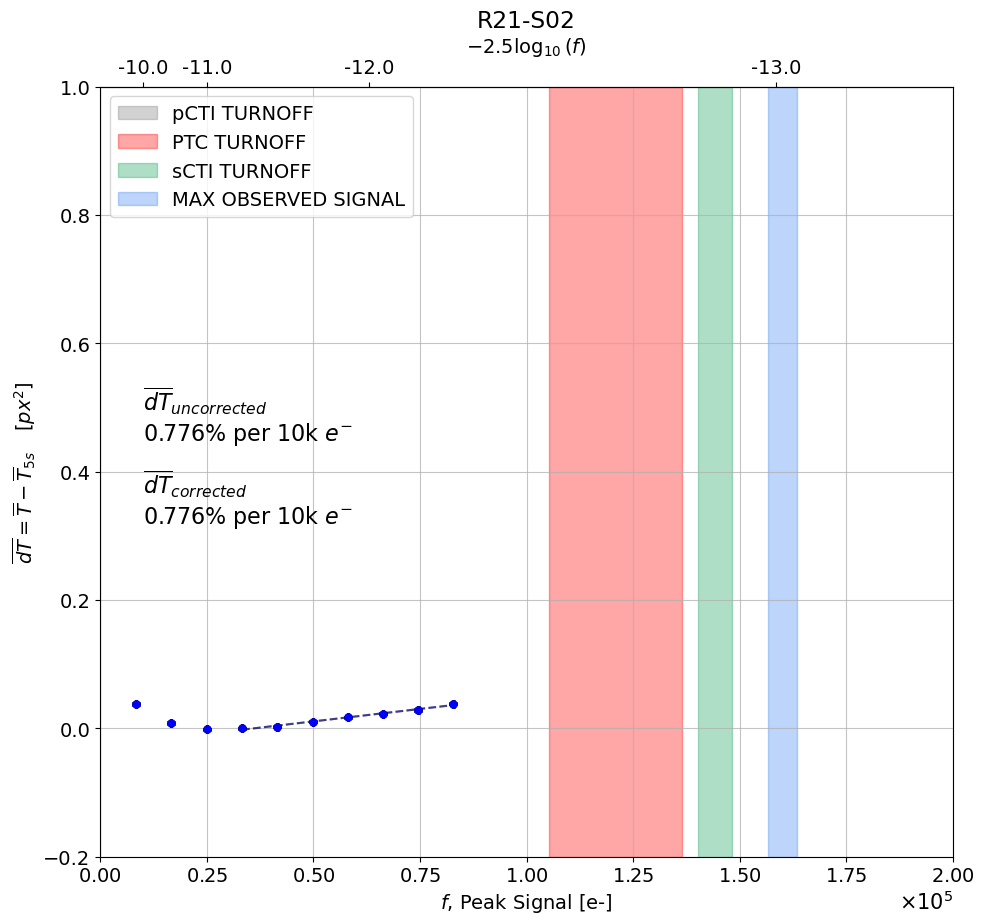 R21-S02
−2.5log₁₀(f)
-10.0 -11.0 -12.0 -13.0
pCTI TURNOFF
PTC TURNOFF
sCTI TURNOFF
MAX OBSERVED SIGNAL
1.0
0.8
0.6
0.4
0.2
0.0
−0.2
d̅T̅ = T̅ − T̅₅ₛ [px²]
d̅T̅ uncorrected
0.776% per 10k e⁻
d̅T̅ corrected
0.776% per 10k e⁻
0.00 0.25 0.50 0.75 1.00 1.25 1.50 1.75 2.00
×10⁵
f, Peak Signal [e-]